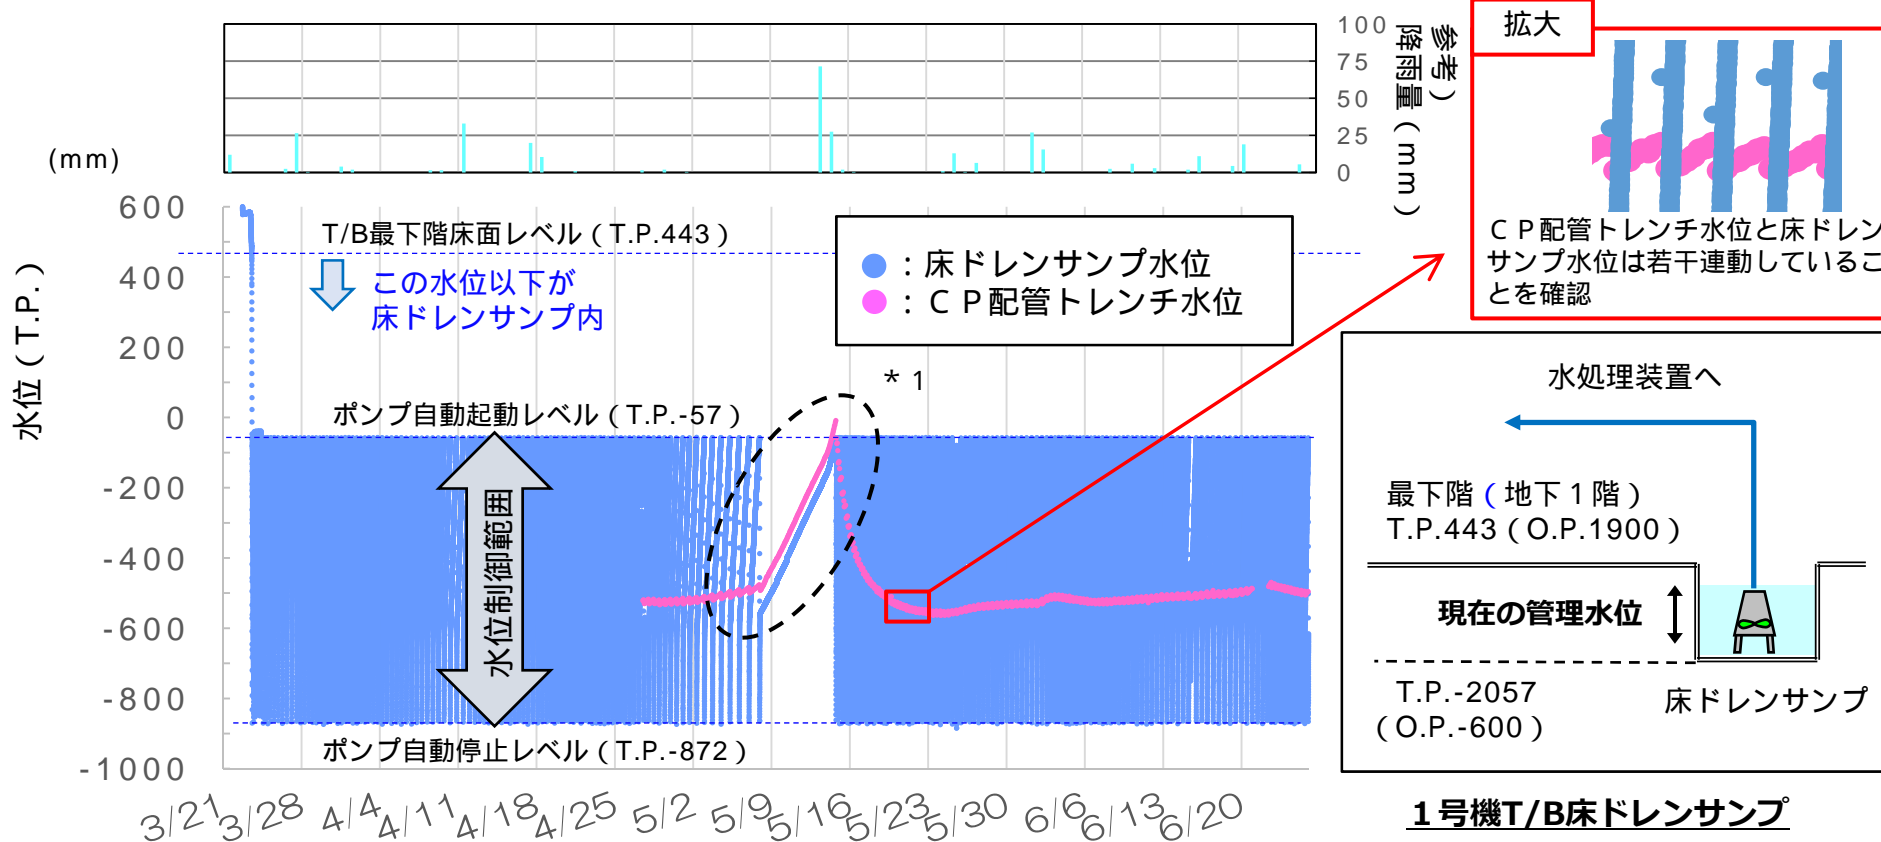 100
75
50
25
0
参考)
降雨量(mm)
(mm)
水位(T.P.)
600
400
200
0
-200
-400
-600
-800
-1000
T/B最下階床面レベル(T.P.443)
この水位以下が
床ドレンサンプ内
:床ドレンサンプ水位
:CP配管トレンチ水位
*1
ポンプ自動起動レベル(T.P.-57)
水位制御範囲
ポンプ自動停止レベル(T.P.-872)
3/21
3/28
4/4
4/11
4/18
4/25
5/2
5/9
5/16
5/23
5/30
6/6
6/13
6/20
拡大
CP配管トレンチ水位と床ドレン
サンプ水位は若干連動しているこ
とを確認
水処理装置へ
最下階(地下1階)
T.P.443(O.P.1900)
現在の管理水位
T.P.-2057
(O.P.-600)
床ドレンサンプ
1号機T/B床ドレンサンプ